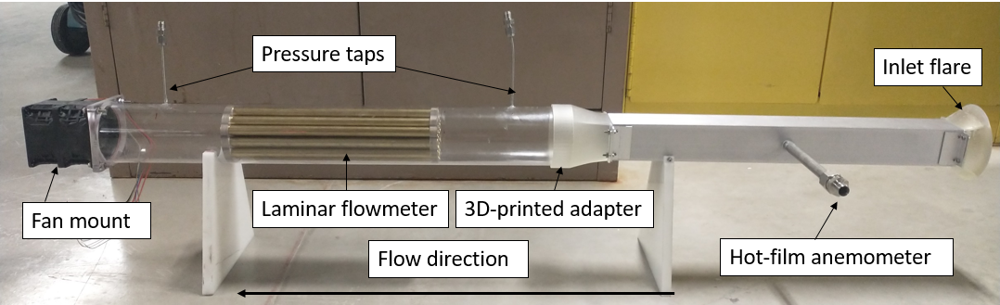 Pressure taps
Inlet flare
Fan mount
Laminar flowmeter
3D-printed adapter
Flow direction
Hot-film anemometer